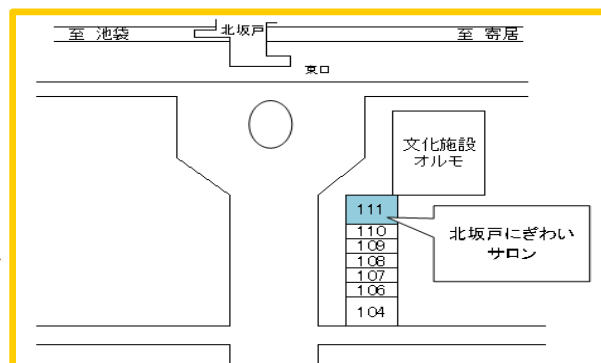 至 池袋
北坂戸
至 寄居
東口
文化施設
オルモ
111
110
109
108
107
106
104
北坂戸にぎわい
サロン